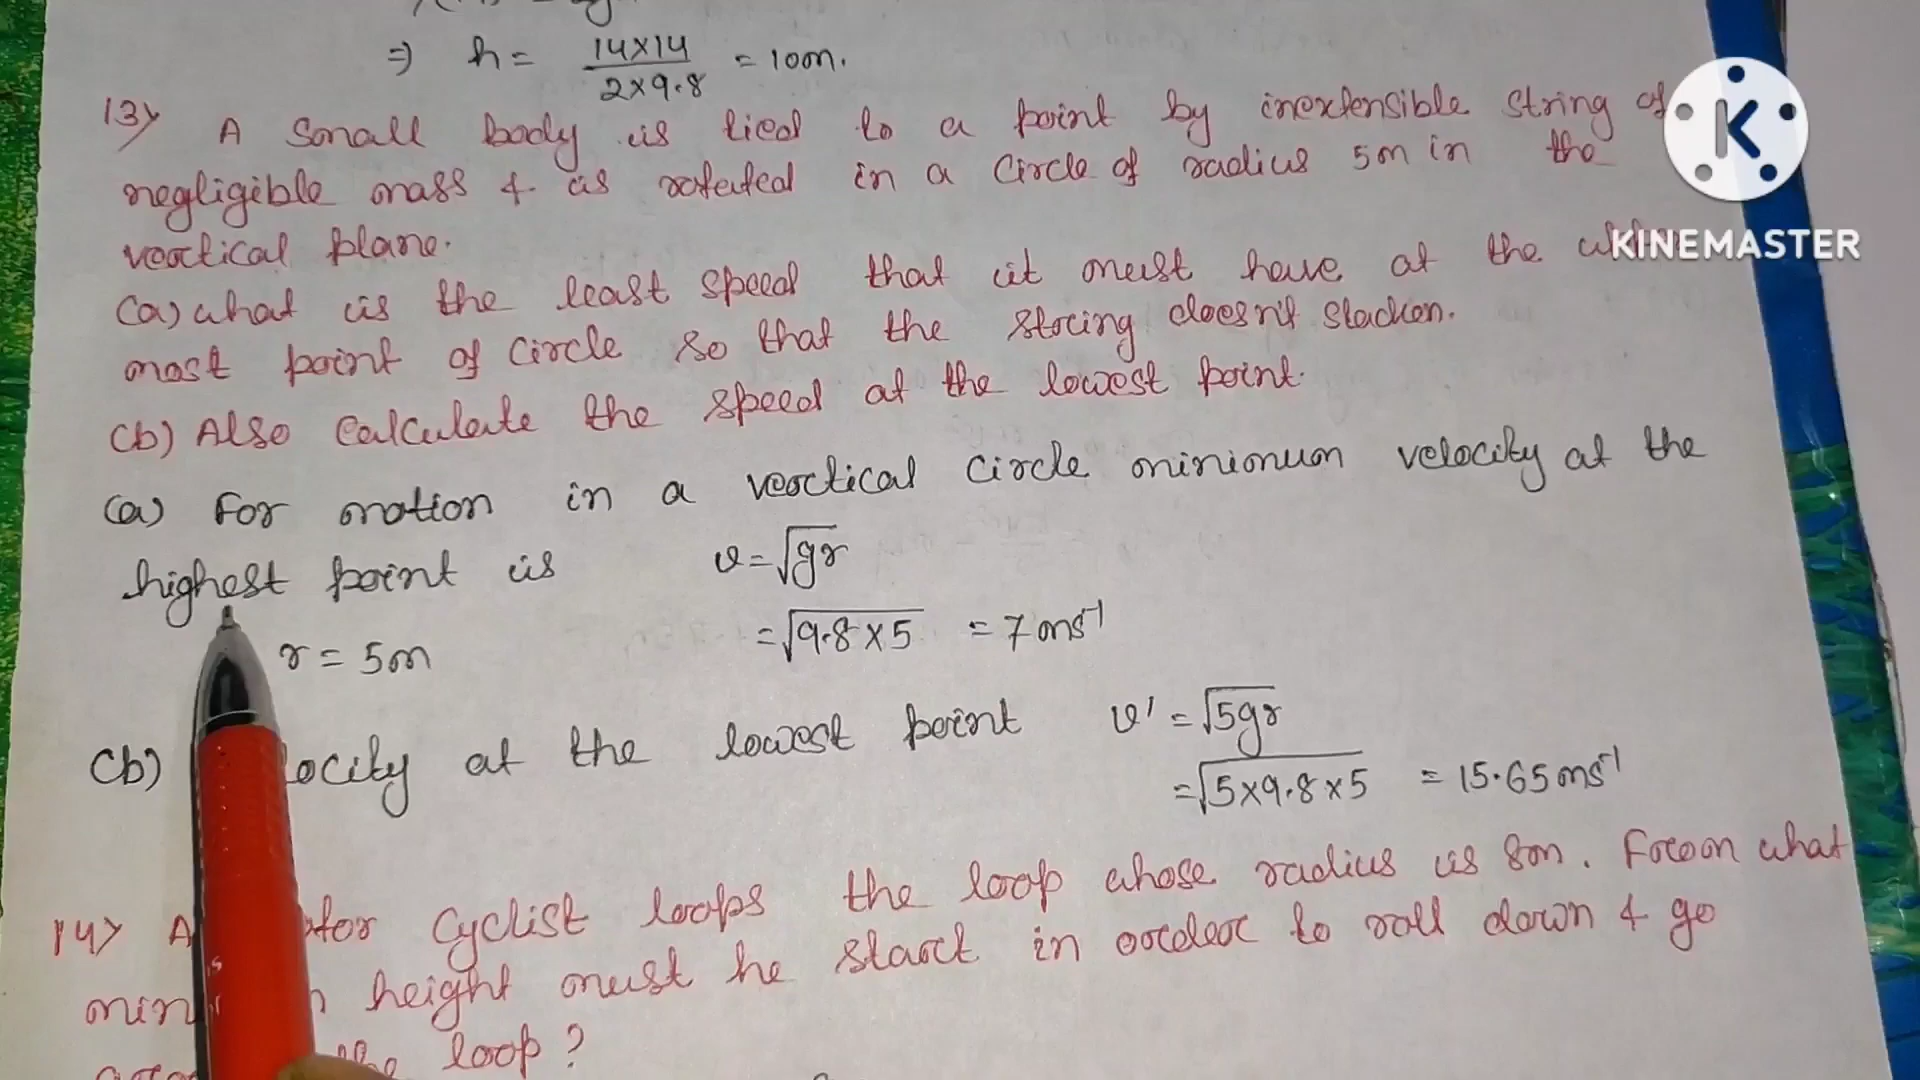 ⇒ h = 14×14 / 2×9.8 = 10m.
13) A small body is tied to a point by inextensible string of
negligible mass & is rotated in a circle of radius 5m in the
vertical plane.
(a) what is the least speed that it must have at the
most point of circle so that the string doesn't slacken.
(b) Also calculate the speed at the lowest point.
(a) For motion in a vertical circle minimum velocity at the
highest point is v = √gr
r = 5m = √9.8×5 = 7ms⁻¹
(b) locity at the lowest point v' = √5gr
= √5×9.8×5 = 15.65ms⁻¹
14) A tor cyclist loops the loop whose radius is 8m. From what
min height must he start in order to roll down & go
the loop?
K
KINEMASTER